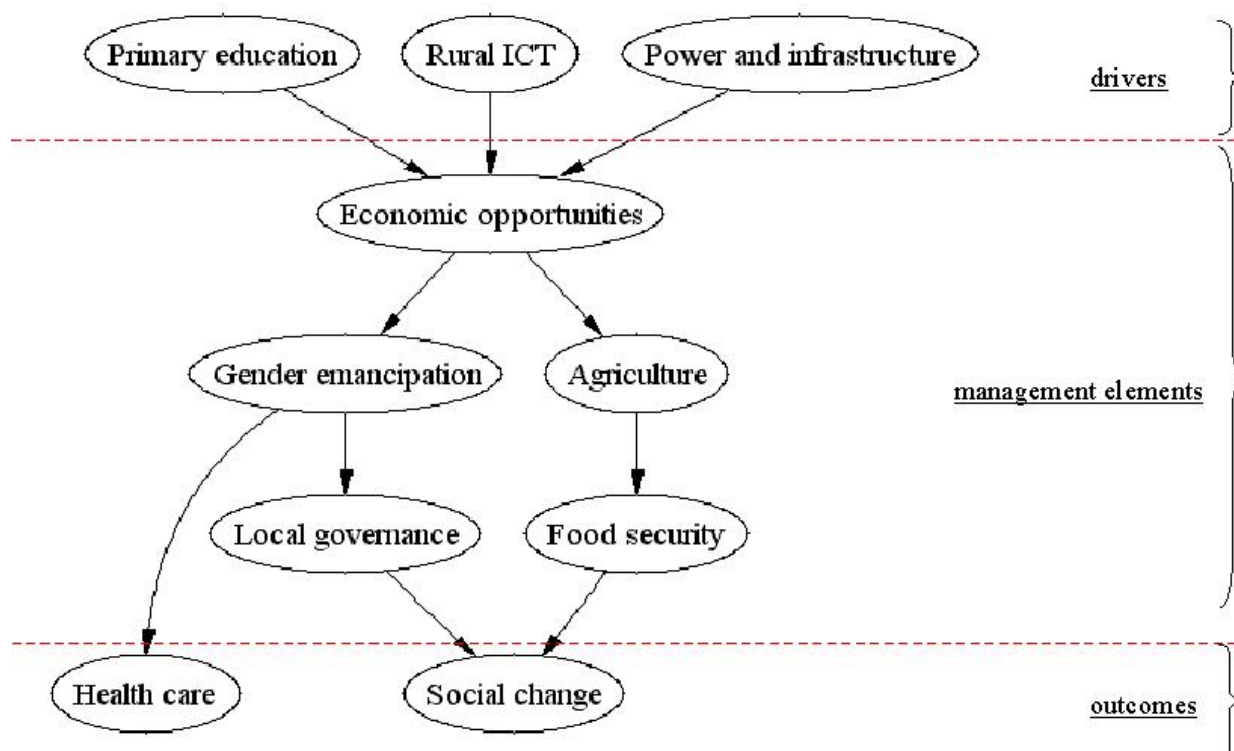 Primary education
Rural ICT
Power and infrastructure
drivers
Economic opportunities
Gender emancipation
Agriculture
management elements
Local governance
Food security
Health care
Social change
outcomes